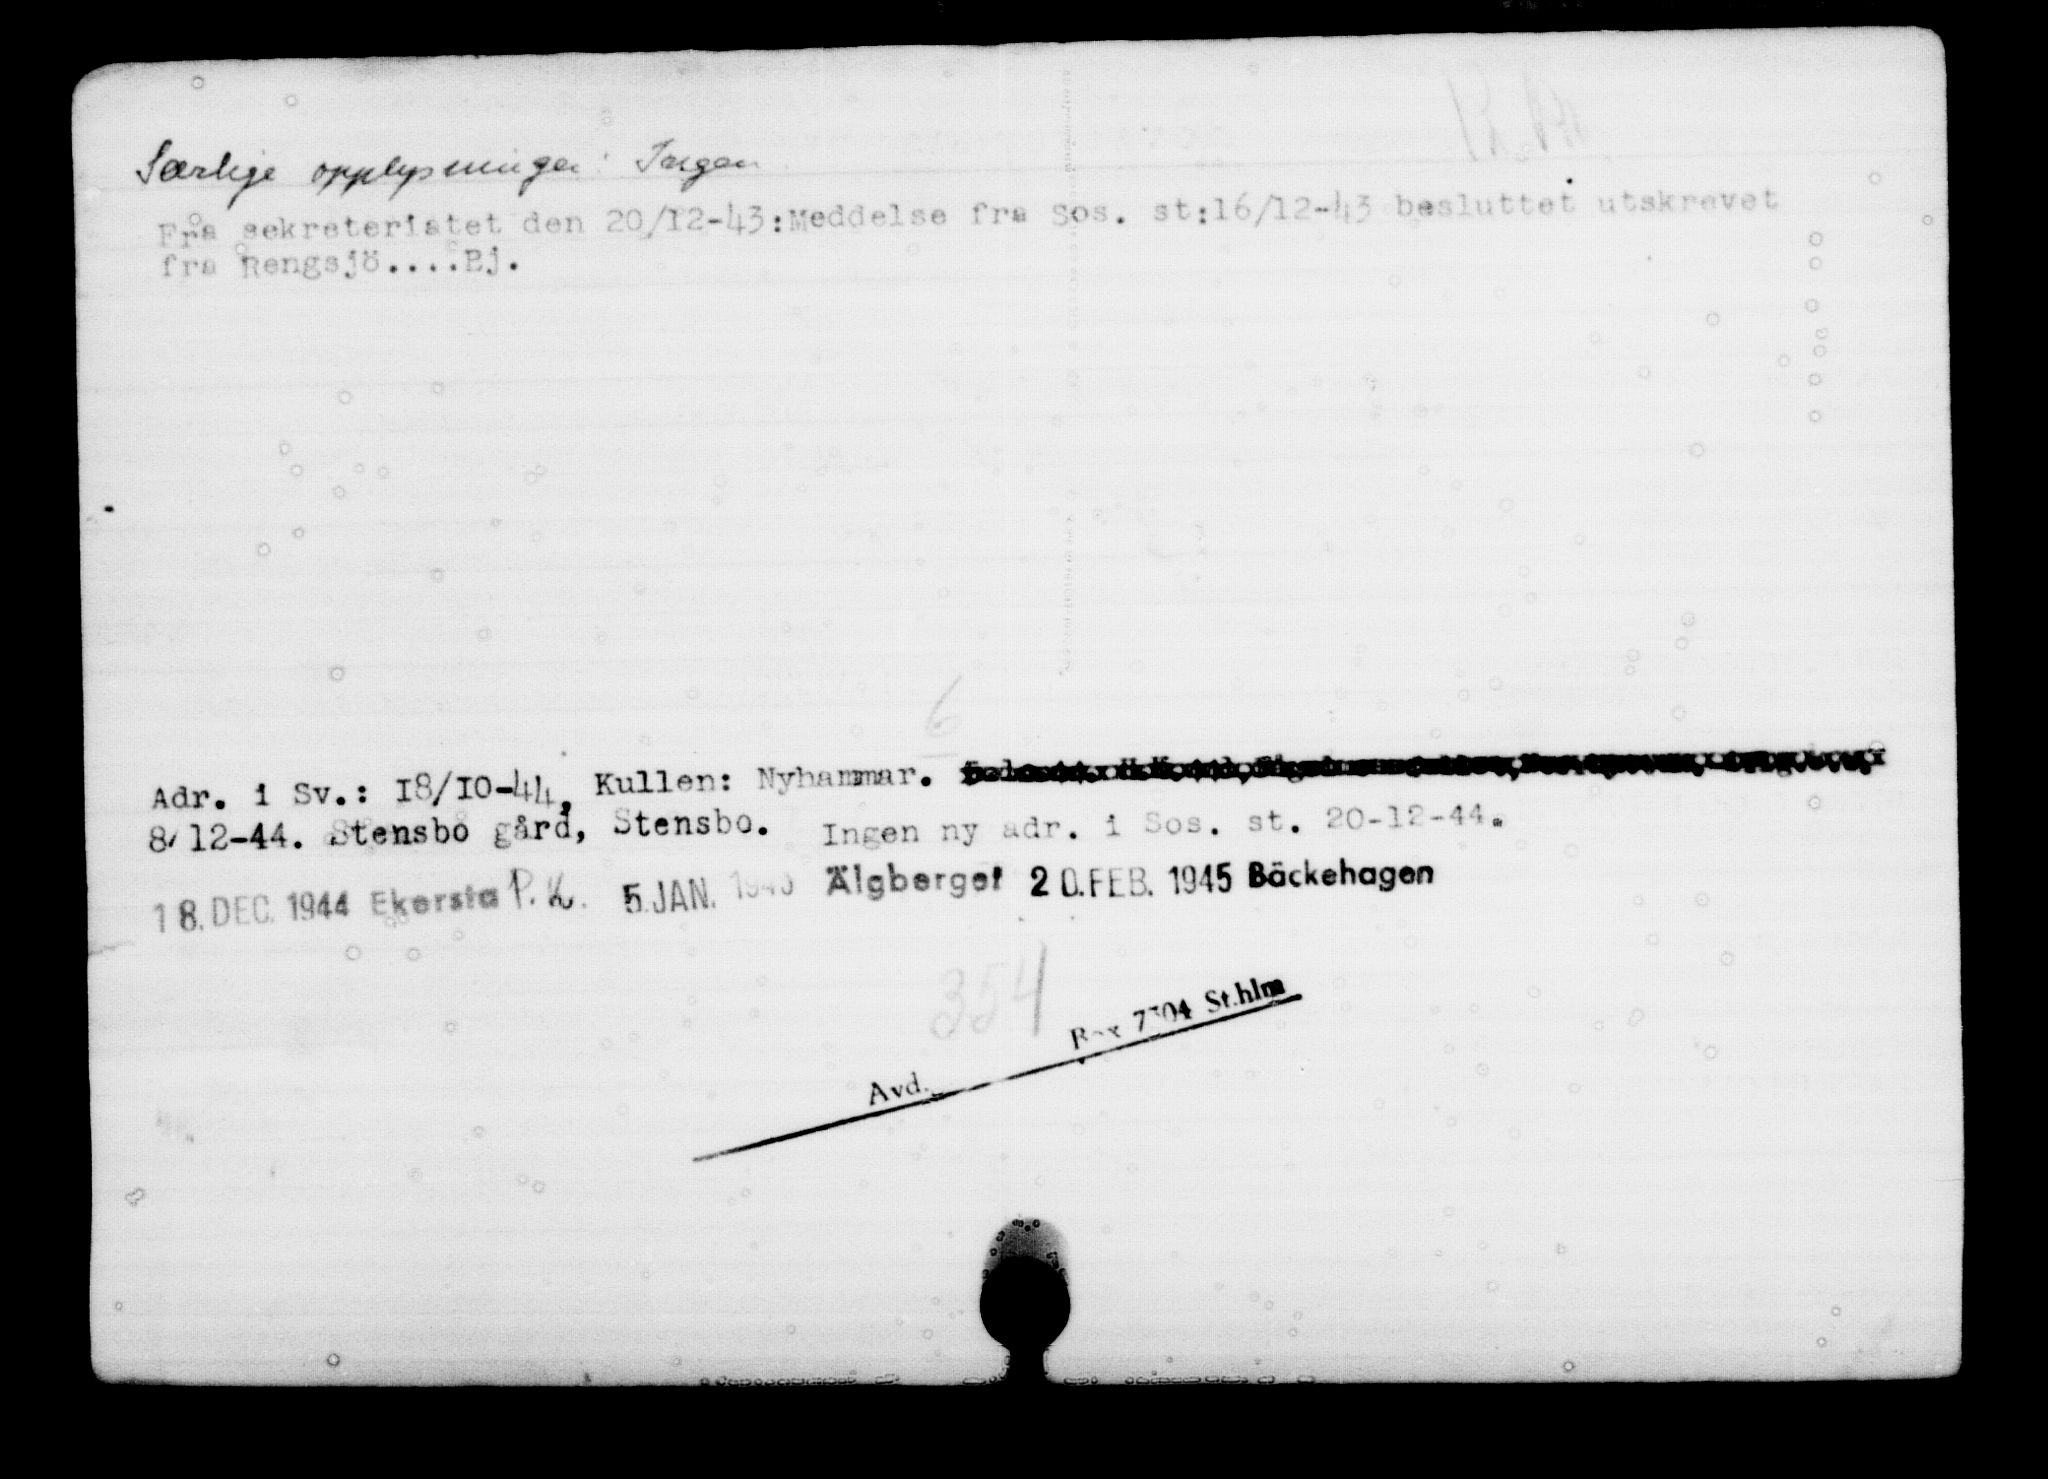 Særlige opplysninger: Ingen
Fra sekreteriatet den 20/12-43:Meddelse fra Sos. st:16/12-43 besluttet utskrevet
fra Rengsjö....Ej.
6
Adr. i Sv.: 18/10-44, Kullen: Nyhammar.
8/12-44. Stensbo gård, Stensbo. Ingen ny adr. i Sos. st. 20-12-44.
18. DEC. 1944 Ekersta P.K. 5. JAN. 1945 Älgberget 20. FEB. 1945 Bäckehagen
354
Avd. Box 7304 St.hlm